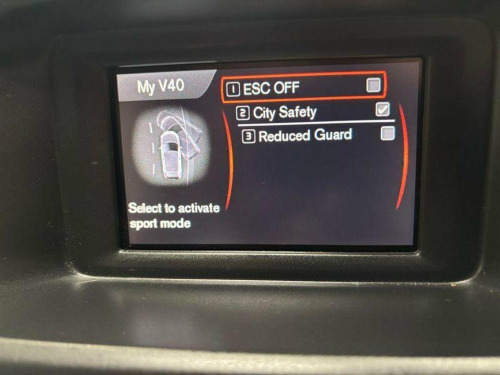 My V40
1 ESC OFF
2 City Safety
3 Reduced Guard
Select to activate
sport mode